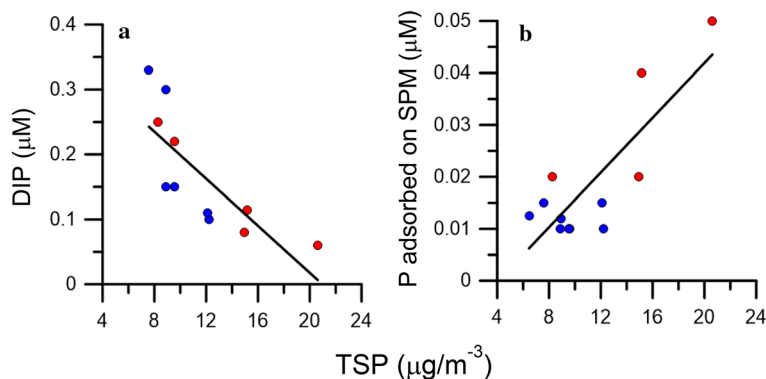 a
0.4
0.3
0.2
0.1
0
DIP (μM)
4 8 12 16 20 24
b
0.05
0.04
0.03
0.02
0.01
0
P adsorbed on SPM (μM)
4 8 12 16 20 24
TSP (μg/m⁻³)